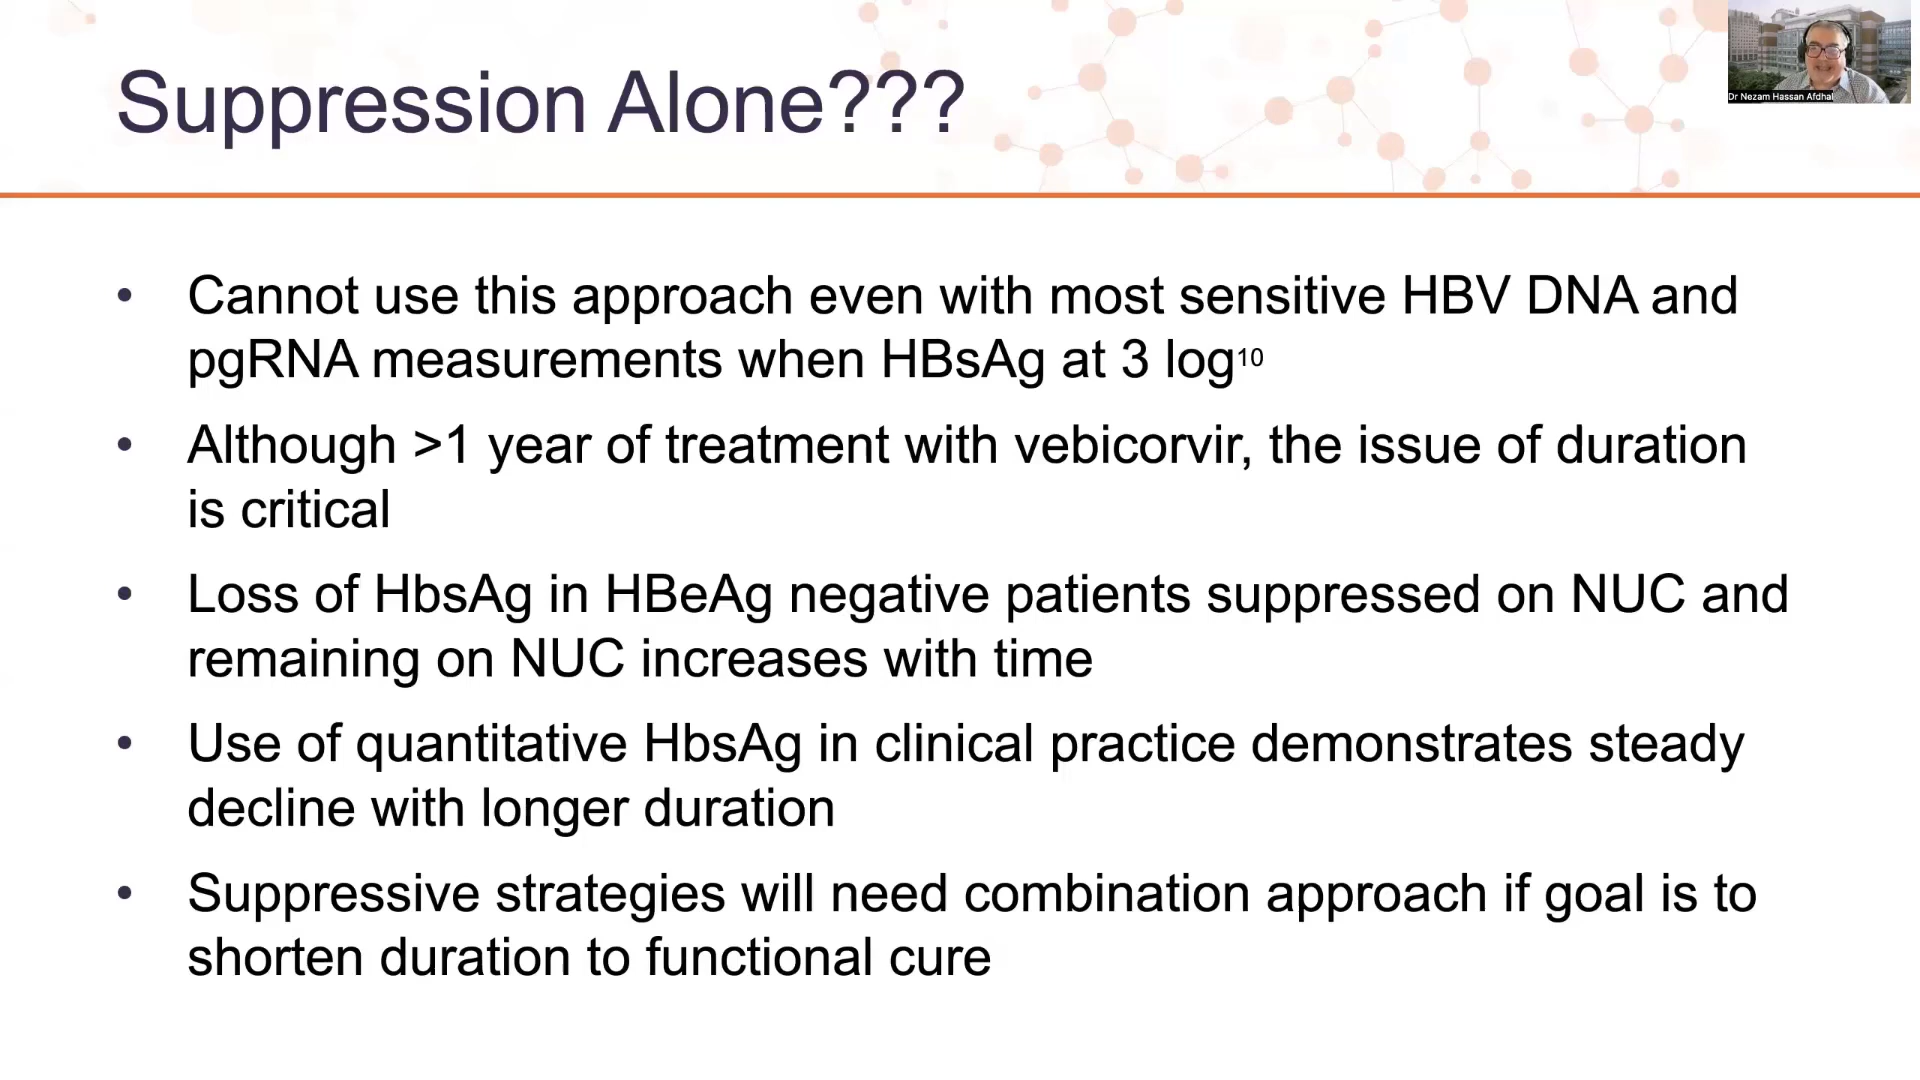 Suppression Alone???
Dr Nezam Hassan Afdhal
• Cannot use this approach even with most sensitive HBV DNA and
pgRNA measurements when HBsAg at 3 log¹⁰
• Although >1 year of treatment with vebicorvir, the issue of duration
is critical
• Loss of HbsAg in HBeAg negative patients suppressed on NUC and
remaining on NUC increases with time
• Use of quantitative HbsAg in clinical practice demonstrates steady
decline with longer duration
• Suppressive strategies will need combination approach if goal is to
shorten duration to functional cure